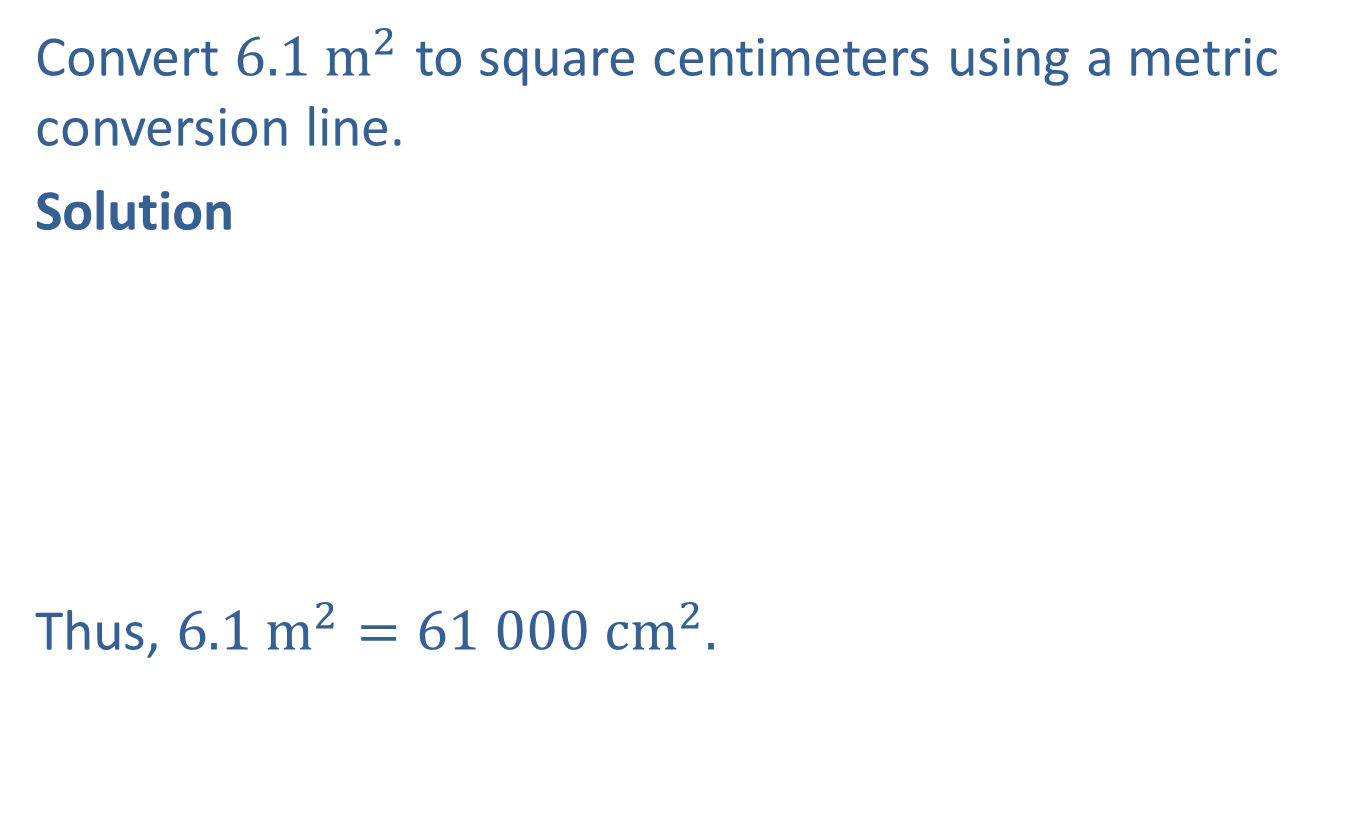 Convert 6.1 m² to square centimeters using a metric
conversion line.
Solution
Thus, 6.1 m² = 61 000 cm².